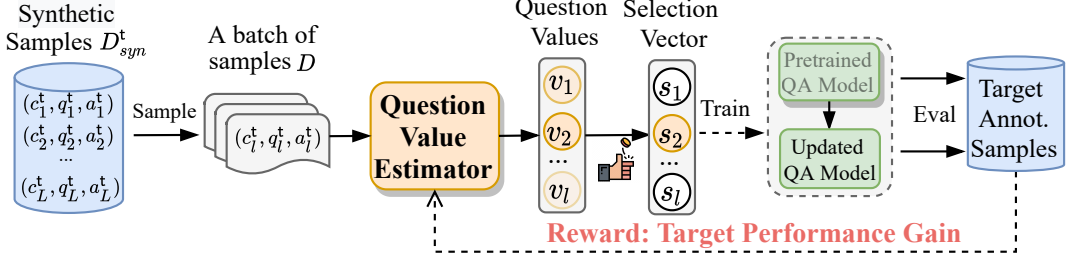 Synthetic
Samples D^t_syn
(c^t_1, q^t_1, a^t_1)
(c^t_2, q^t_2, a^t_2)
...
(c^t_L, q^t_L, a^t_L)
Sample
A batch of
samples D
(c^t_l, q^t_l, a^t_l)
Question
Value
Estimator
Question
Values
v_1
v_2
...
v_l
Selection
Vector
s_1
s_2
...
s_l
Train
Pretrained
QA Model
Updated
QA Model
Eval
Target
Annot.
Samples
Reward: Target Performance Gain